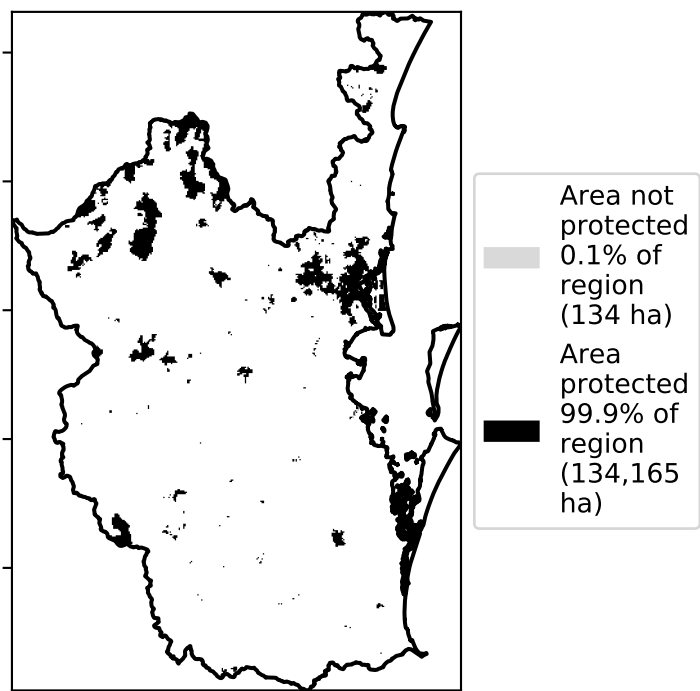 Area not
protected
0.1% of
region
(134 ha)
Area
protected
99.9% of
region
(134,165
ha)